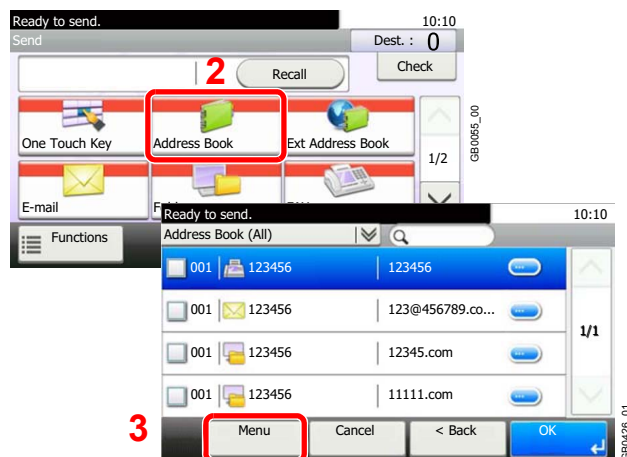 Ready to send.
10:10
Send
Dest. : 0
2
Recall
Check
One Touch Key
Address Book
Ext Address Book
1/2
GB0055_00
E-mail
Functions
Ready to send.
10:10
Address Book (All)
001 123456 123456
001 123456 123@456789.co...
1/1
001 123456 12345.com
001 123456 11111.com
3
Menu
Cancel
< Back
OK
GB0426_01